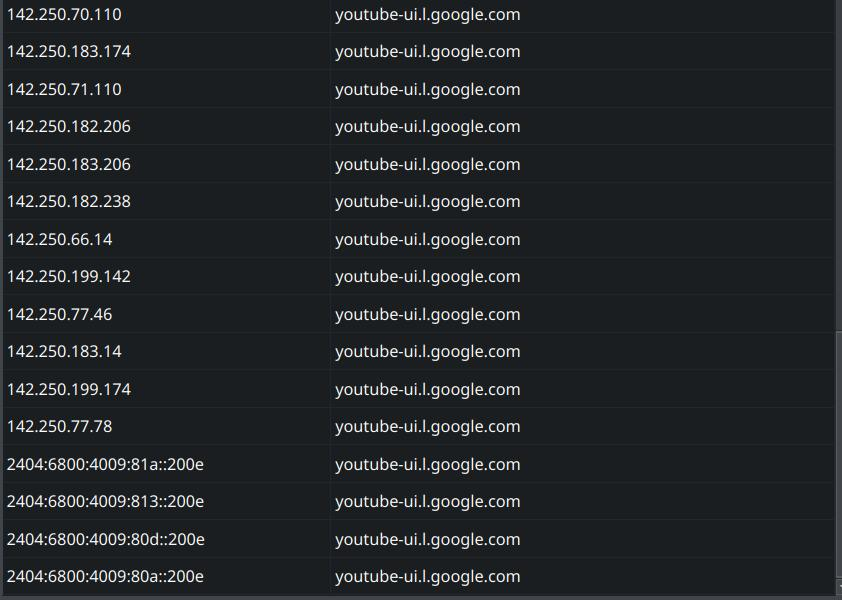 142.250.70.110 youtube-ui.l.google.com
142.250.183.174 youtube-ui.l.google.com
142.250.71.110 youtube-ui.l.google.com
142.250.182.206 youtube-ui.l.google.com
142.250.183.206 youtube-ui.l.google.com
142.250.182.238 youtube-ui.l.google.com
142.250.66.14 youtube-ui.l.google.com
142.250.199.142 youtube-ui.l.google.com
142.250.77.46 youtube-ui.l.google.com
142.250.183.14 youtube-ui.l.google.com
142.250.199.174 youtube-ui.l.google.com
142.250.77.78 youtube-ui.l.google.com
2404:6800:4009:81a::200e youtube-ui.l.google.com
2404:6800:4009:813::200e youtube-ui.l.google.com
2404:6800:4009:80d::200e youtube-ui.l.google.com
2404:6800:4009:80a::200e youtube-ui.l.google.com